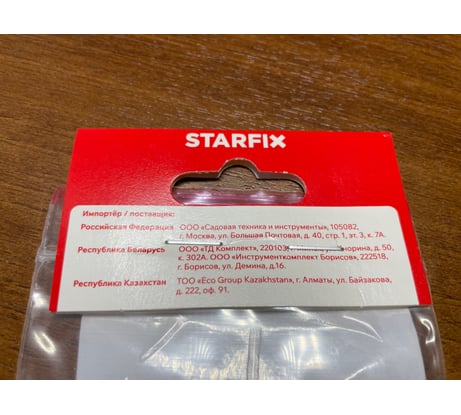 STARFIX
Импортёр / поставщик:
Российская Федерация ООО «Садовая техника и инструменты», 105082,
г. Москва, ул. Большая Почтовая, д. 40, стр. 1, эт. 3, к. 7А.
Республика Беларусь ООО «ТД Комплект», 220103, д. 50,
к. 302А. ООО «Инструменткомплект Борисов», 222518,
г. Борисов, ул. Демина, д.16.
Республика Казахстан ТОО «Eco Group Kazakhstan», г. Алматы, ул. Байзакова,
д. 222, оф. 91.